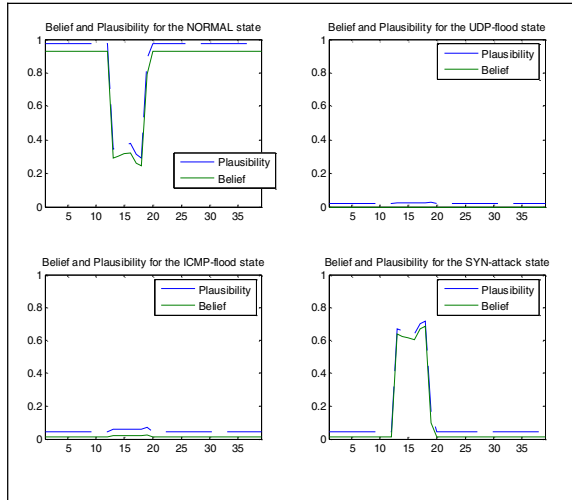 Belief and Plausibility for the NORMAL state
1
0.8
0.6
0.4
0.2
0
5 10 15 20 25 30 35
Plausibility
Belief
Belief and Plausibility for the UDP-flood state
1
0.8
0.6
0.4
0.2
0
5 10 15 20 25 30 35
Plausibility
Belief
Belief and Plausibility for the ICMP-flood state
1
0.8
0.6
0.4
0.2
0
5 10 15 20 25 30 35
Plausibility
Belief
Belief and Plausibility for the SYN-attack state
1
0.8
0.6
0.4
0.2
0
5 10 15 20 25 30 35
Plausibility
Belief